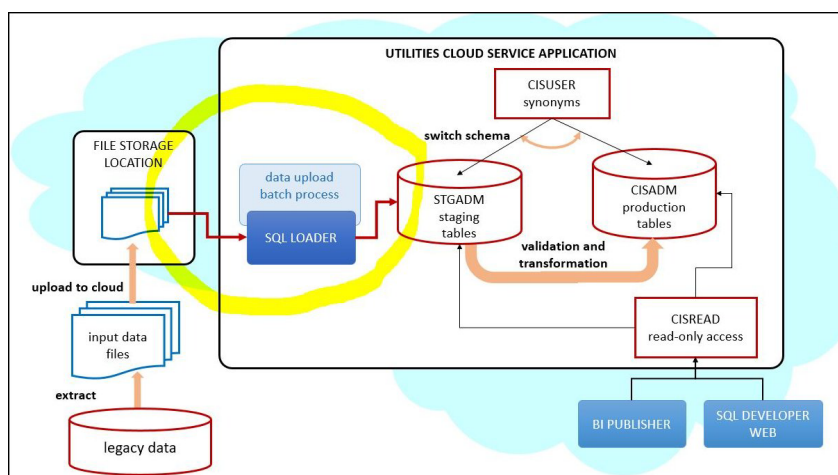 UTILITIES CLOUD SERVICE APPLICATION
CISUSER
synonyms
switch schema
FILE STORAGE
LOCATION
data upload
batch process
SQL LOADER
STGADM
staging
tables
CISADM
production
tables
validation and
transformation
upload to cloud
input data
files
extract
legacy data
CISREAD
read-only access
BI PUBLISHER
SQL DEVELOPER
WEB